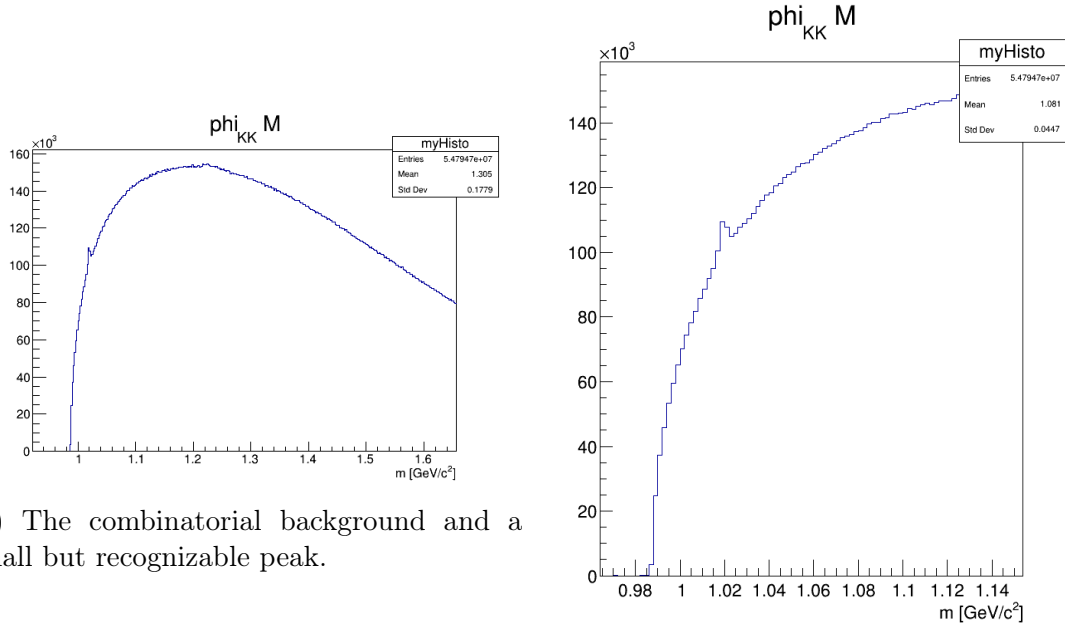 phi_KK M
×10³
myHisto
Entries 5.47947e+07
Mean 1.305
Std Dev 0.1779
160
140
120
100
80
60
40
20
0
1 1.1 1.2 1.3 1.4 1.5 1.6
m [GeV/c²]
) The combinatorial background and a
all but recognizable peak.
phi_KK M
×10³
myHisto
Entries 5.47947e+07
Mean 1.081
Std Dev 0.0447
140
120
100
80
60
40
20
0
0.98 1 1.02 1.04 1.06 1.08 1.1 1.12 1.14
m [GeV/c²]